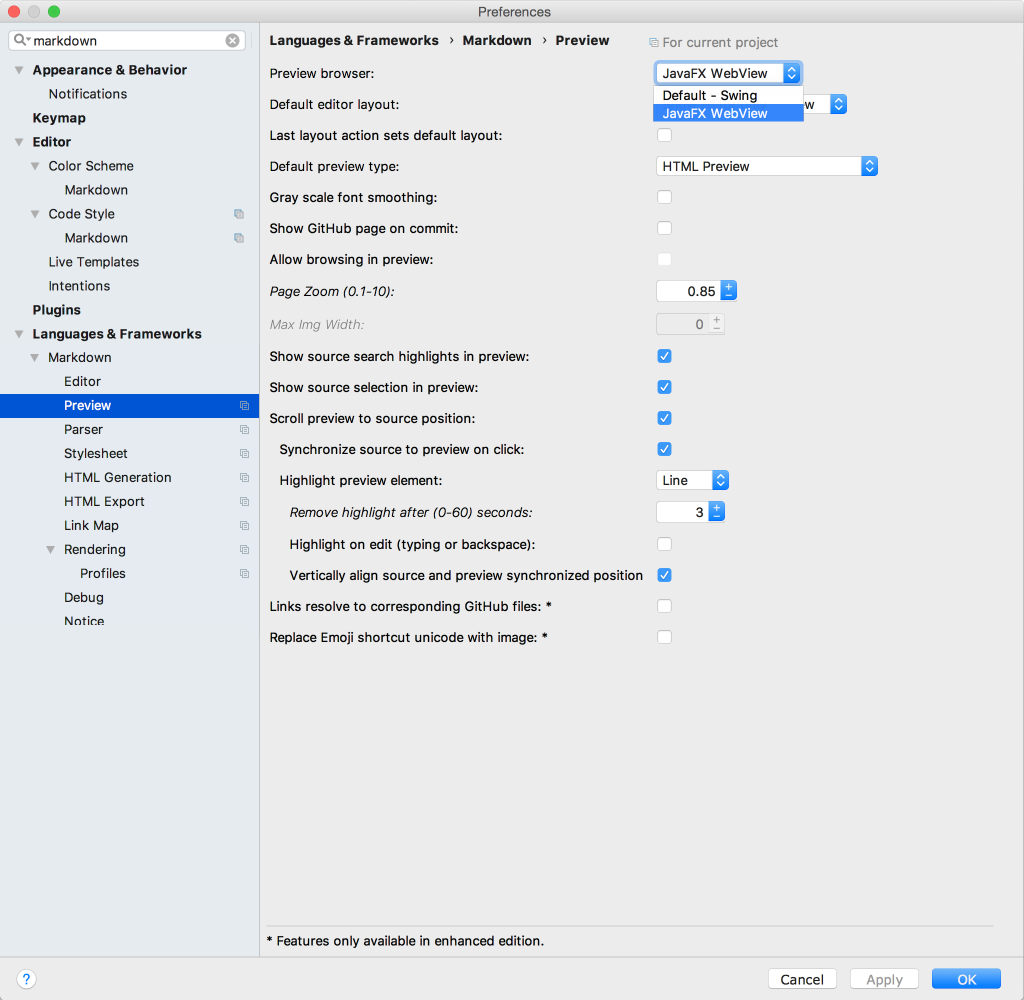 Preferences
markdown
Appearance & Behavior
Notifications
Keymap
Editor
Color Scheme
Markdown
Code Style
Markdown
Live Templates
Intentions
Plugins
Languages & Frameworks
Markdown
Editor
Preview
Parser
Stylesheet
HTML Generation
HTML Export
Link Map
Rendering
Profiles
Debug
Notice
Languages & Frameworks › Markdown › Preview For current project
Preview browser: JavaFX WebView
Default - Swing
JavaFX WebView
Default editor layout: w
Last layout action sets default layout:
Default preview type: HTML Preview
Gray scale font smoothing:
Show GitHub page on commit:
Allow browsing in preview:
Page Zoom (0.1-10): 0.85
Max Img Width: 0
Show source search highlights in preview:
Show source selection in preview:
Scroll preview to source position:
Synchronize source to preview on click:
Highlight preview element: Line
Remove highlight after (0-60) seconds: 3
Highlight on edit (typing or backspace):
Vertically align source and preview synchronized position
Links resolve to corresponding GitHub files: *
Replace Emoji shortcut unicode with image: *
* Features only available in enhanced edition.
? Cancel Apply OK